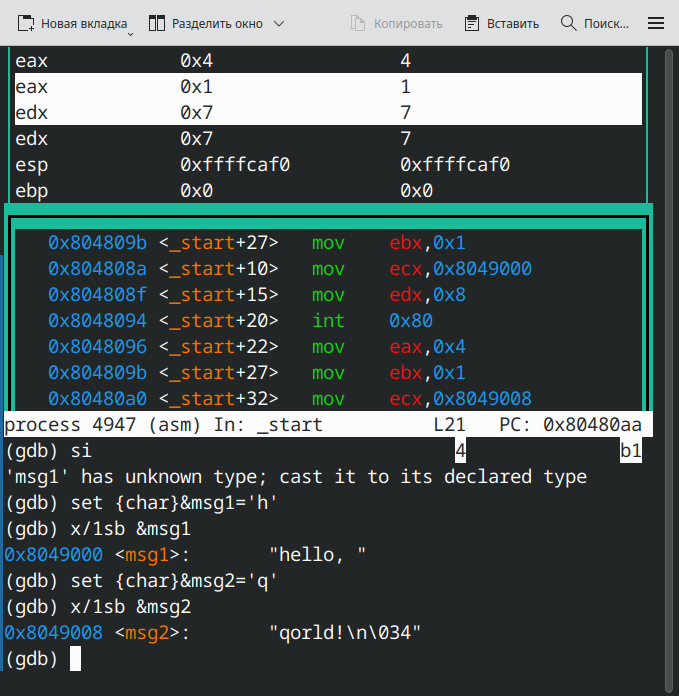 Новая вкладка Разделить окно Копировать Вставить Поиск...
eax 0x4 4
eax 0x1 1
edx 0x7 7
edx 0x7 7
esp 0xffffcaf0 0xffffcaf0
ebp 0x0 0x0
0x804809b <_start+27> mov ebx,0x1
0x804808a <_start+10> mov ecx,0x8049000
0x804808f <_start+15> mov edx,0x8
0x8048094 <_start+20> int 0x80
0x8048096 <_start+22> mov eax,0x4
0x804809b <_start+27> mov ebx,0x1
0x80480a0 <_start+32> mov ecx,0x8049008
process 4947 (asm) In: _start L21 PC: 0x80480aa
(gdb) si 4 b1
'msg1' has unknown type; cast it to its declared type
(gdb) set {char}&msg1='h'
(gdb) x/1sb &msg1
0x8049000 <msg1>: "hello, "
(gdb) set {char}&msg2='q'
(gdb) x/1sb &msg2
0x8049008 <msg2>: "qorld!\n\034"
(gdb)